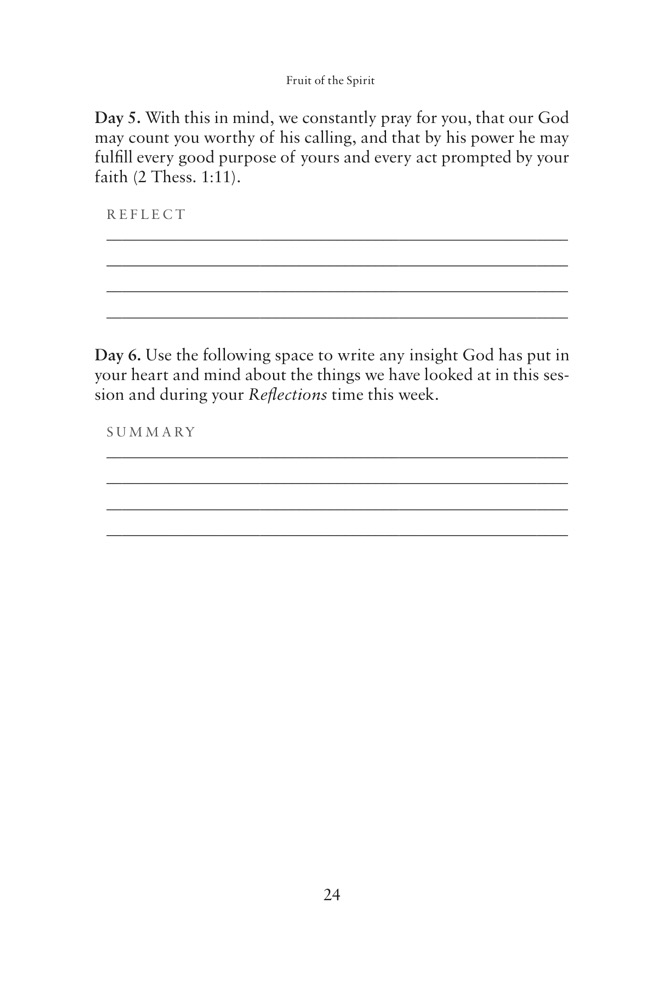 Fruit of the Spirit
Day 5. With this in mind, we constantly pray for you, that our God
may count you worthy of his calling, and that by his power he may
fulfill every good purpose of yours and every act prompted by your
faith (2 Thess. 1:11).
REFLECT
Day 6. Use the following space to write any insight God has put in
your heart and mind about the things we have looked at in this ses-
sion and during your Reflections time this week.
SUMMARY
24